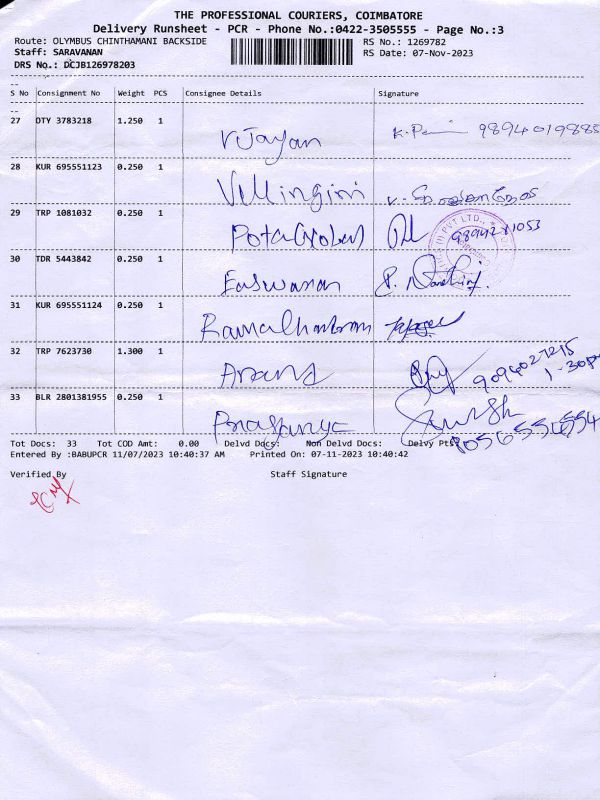 THE PROFESSIONAL COURIERS, COIMBATORE
Delivery Runsheet - PCR - Phone No.:0422-3505555 - Page No.:3
Route: OLYMBUS CHINTHAMANI BACKSIDE RS No.: 1269782
Staff: SARAVANAN RS Date: 07-Nov-2023
DRS No.: DCJB126978203
S No Consignment No Weight PCS Consignee Details Signature
27 DTY 3783218 1.250 1 Vijayan 9894019885
28 KUR 695551123 0.250 1 Vellingiri
29 TRP 1081032 0.250 1 9894281053
30 TDR 5443842 0.250 1 Easwaran
31 KUR 695551124 0.250 1
32 TRP 7623730 1.300 1 Anand 9094027215
1-30pm
33 BLR 2801381955 0.250 1
Tot Docs: 33 Tot COD Amt: 0.00 Delvd Docs: Non Delvd Docs: Delvy Pts:
Entered By :BABUPCR 11/07/2023 10:40:37 AM Printed On: 07-11-2023 10:40:42
Verified By Staff Signature